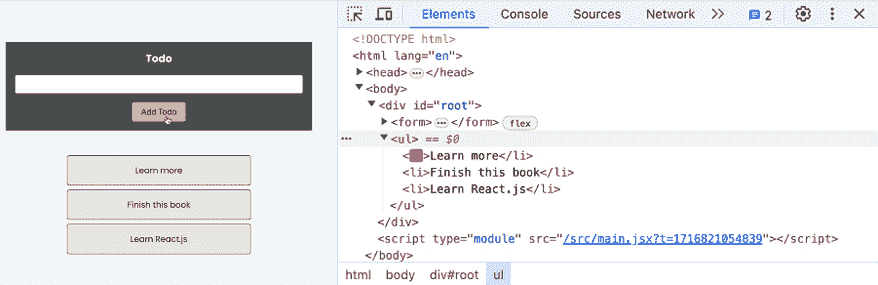 Todo
Add Todo
Learn more
Finish this book
Learn React.js
Elements Console Sources Network 2
<!DOCTYPE html>
<html lang="en">
<head> ... </head>
<body>
<div id="root">
<form> ... </form> flex
... <ul> == $0
< >Learn more</li>
<li>Finish this book</li>
<li>Learn React.js</li>
</ul>
</div>
<script type="module" src="/src/main.jsx?t=1716821054839"></script>
</body>
html body div#root ul